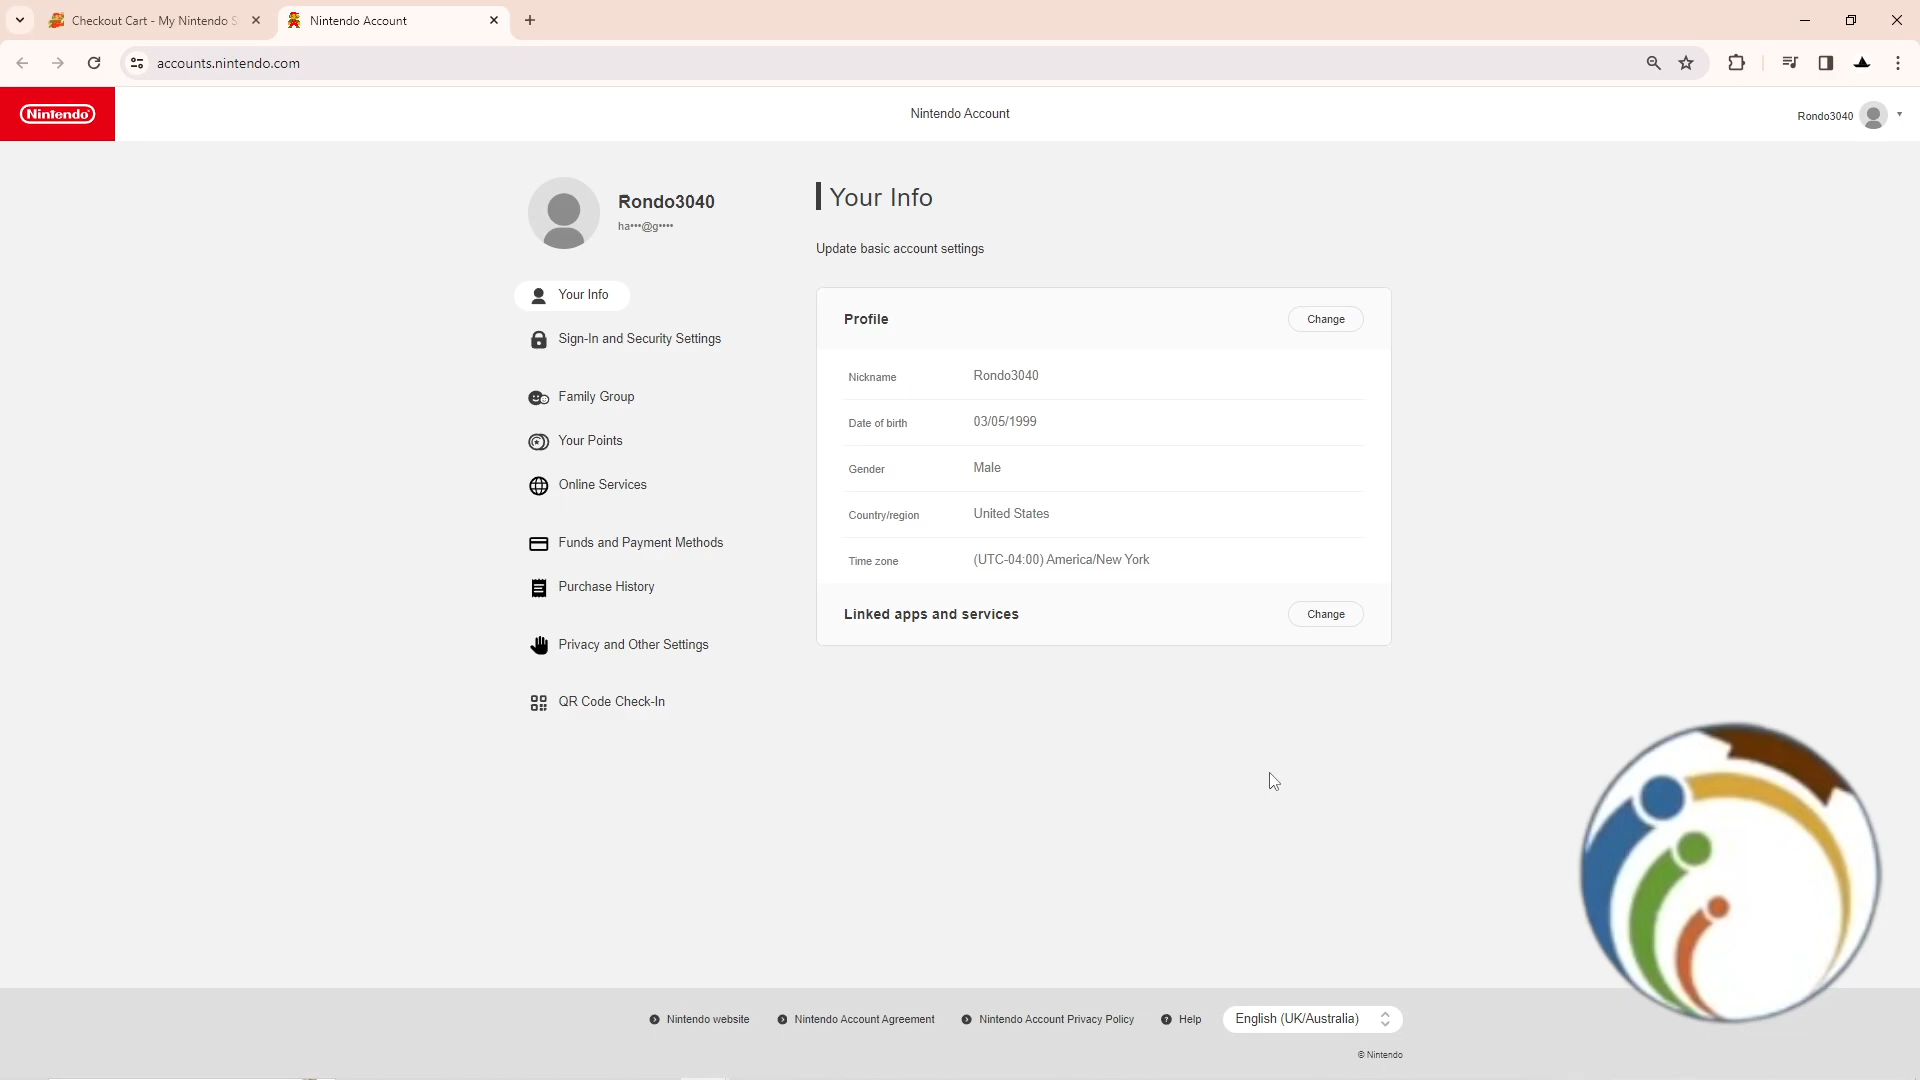 Checkout Cart - My Nintendo S
Nintendo Account
accounts.nintendo.com
Nintendo
Nintendo Account
Rondo3040
Rondo3040
ha•••@g••••
Your Info
Sign-In and Security Settings
Family Group
Your Points
Online Services
Funds and Payment Methods
Purchase History
Privacy and Other Settings
QR Code Check-In
Your Info
Update basic account settings
Profile
Change
Nickname Rondo3040
Date of birth 03/05/1999
Gender Male
Country/region United States
Time zone (UTC-04:00) America/New York
Linked apps and services
Change
Nintendo website
Nintendo Account Agreement
Nintendo Account Privacy Policy
Help
English (UK/Australia)
© Nintendo